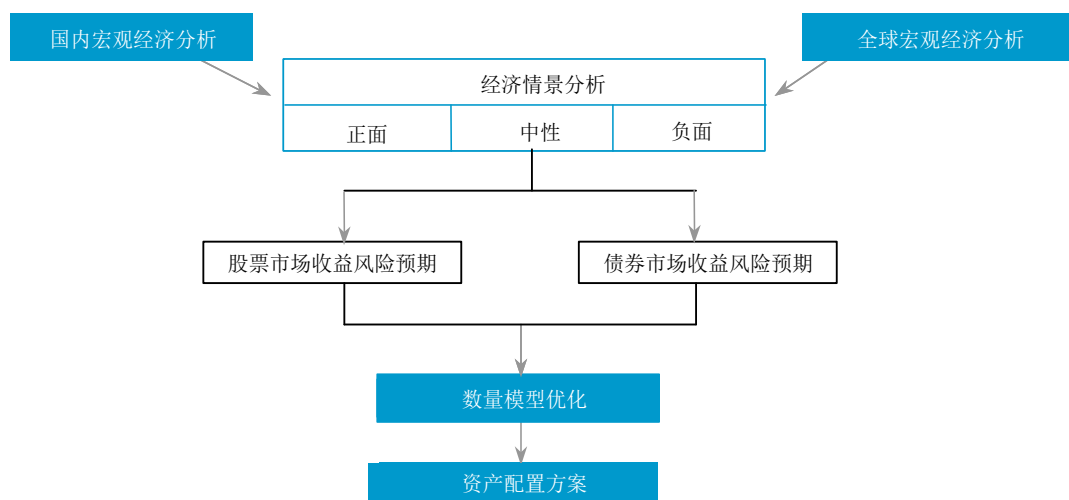 国内宏观经济分析
全球宏观经济分析
经济情景分析
正面
中性
负面
股票市场收益风险预期
债券市场收益风险预期
数量模型优化
资产配置方案